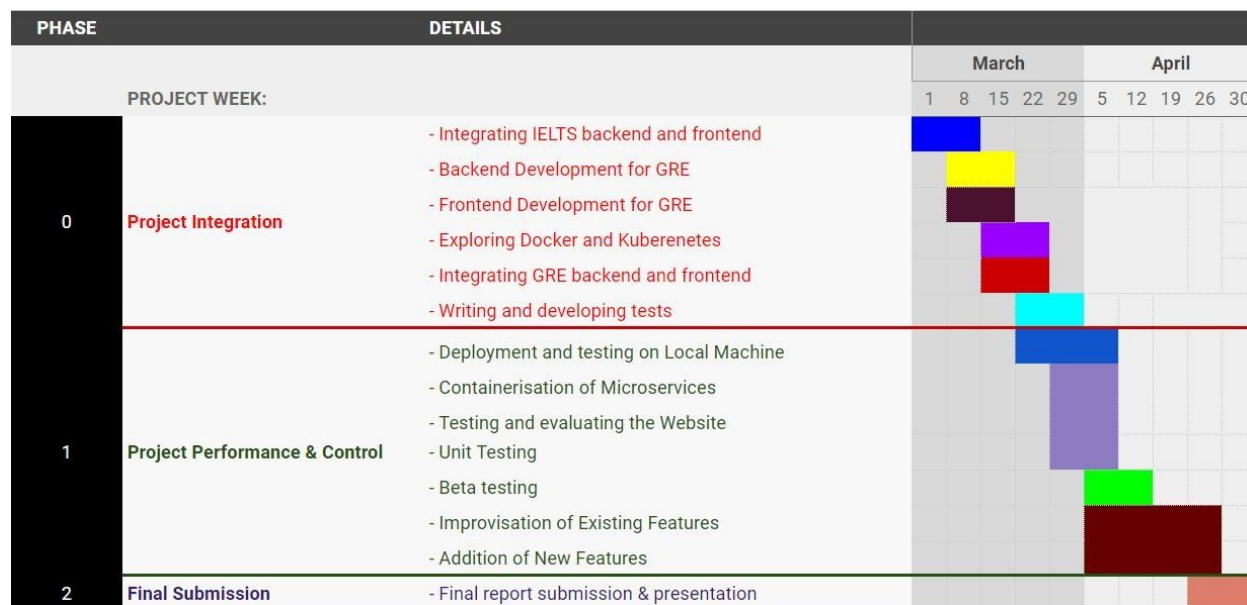 PHASE DETAILS
March April
PROJECT WEEK: 1 8 15 22 29 5 12 19 26 30
- Integrating IELTS backend and frontend
- Backend Development for GRE
- Frontend Development for GRE
0 Project Integration
- Exploring Docker and Kuberenetes
- Integrating GRE backend and frontend
- Writing and developing tests
- Deployment and testing on Local Machine
- Containerisation of Microservices
- Testing and evaluating the Website
1 Project Performance & Control - Unit Testing
- Beta testing
- Improvisation of Existing Features
- Addition of New Features
2 Final Submission - Final report submission & presentation